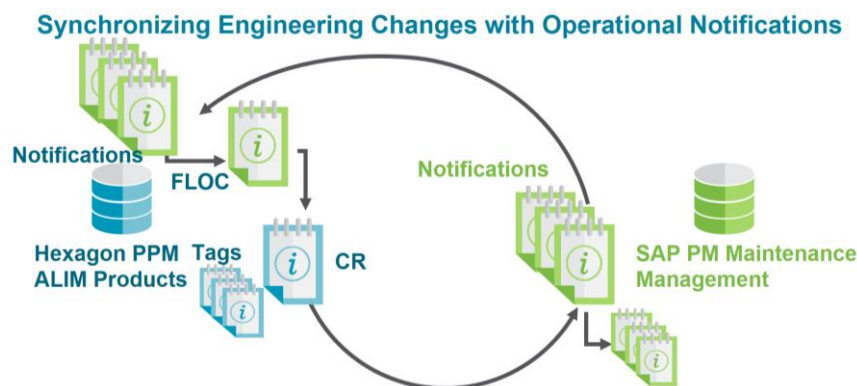 Synchronizing Engineering Changes with Operational Notifications
Notifications
FLOC
Hexagon PPM
ALIM Products
Tags
CR
Notifications
SAP PM Maintenance
Management
i
i
i
i
i
i
i
i
i
i
i